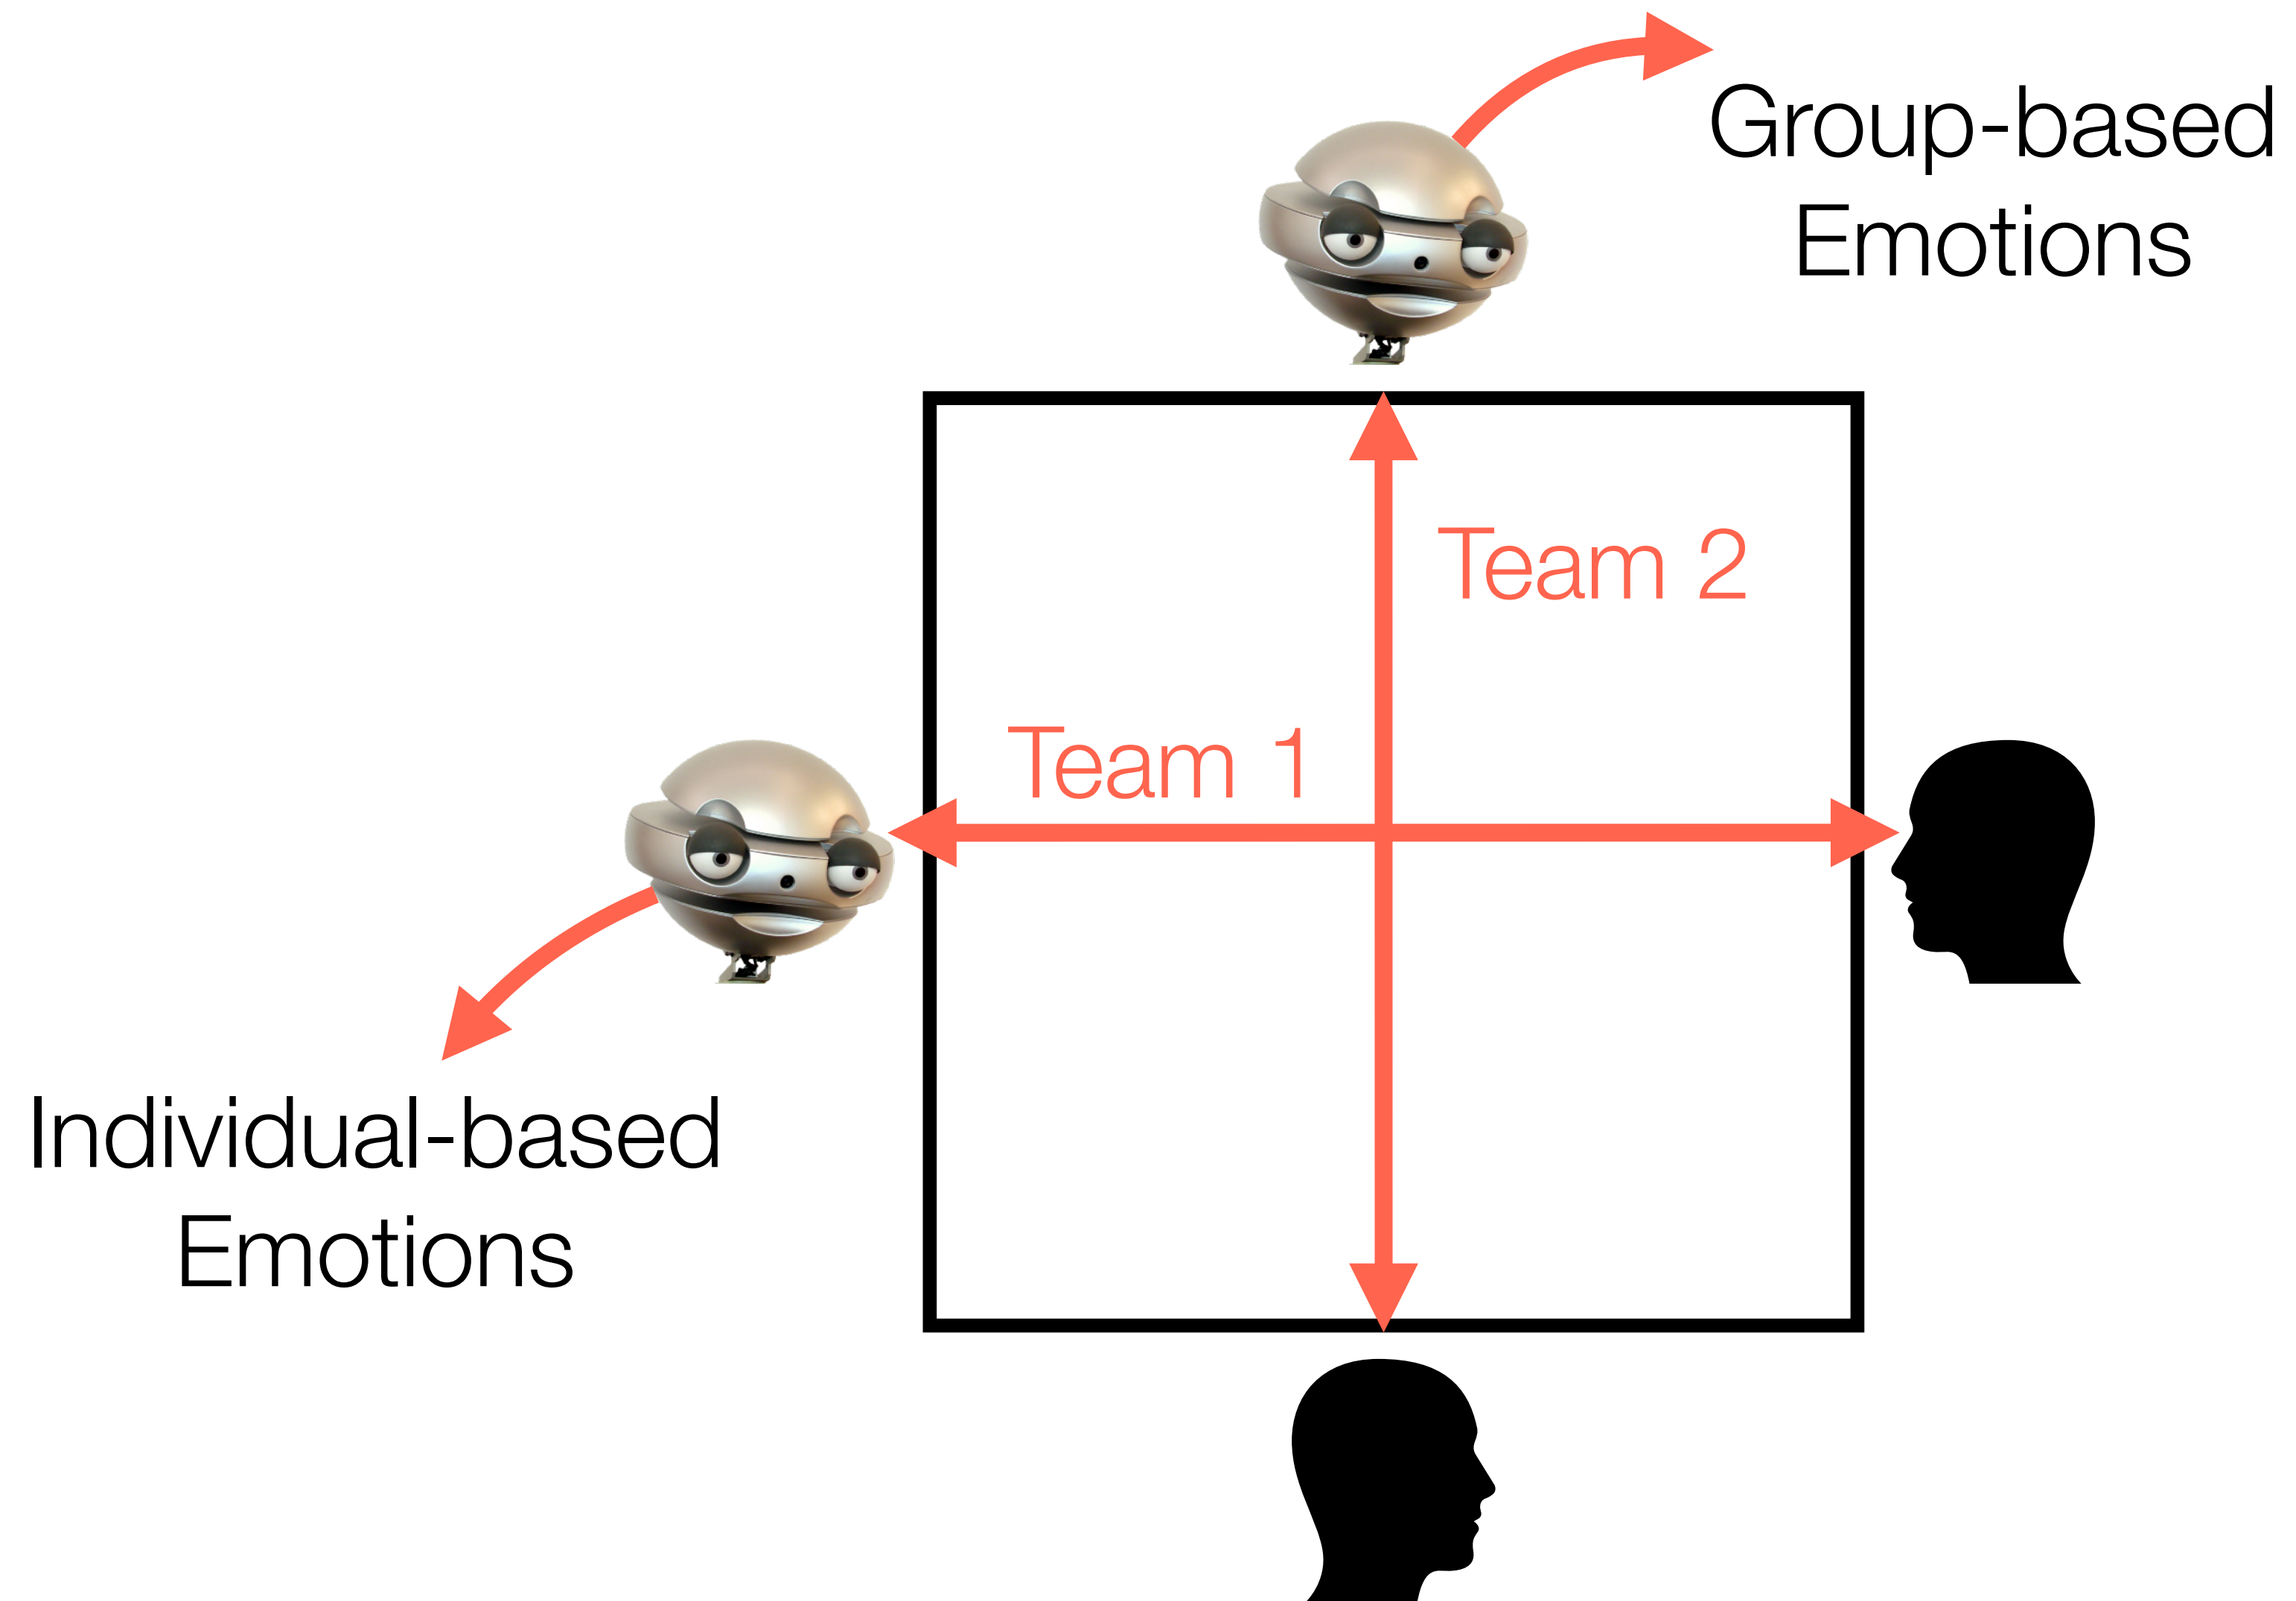 Group-based
Emotions
Team 2
Team 1
Individual-based
Emotions